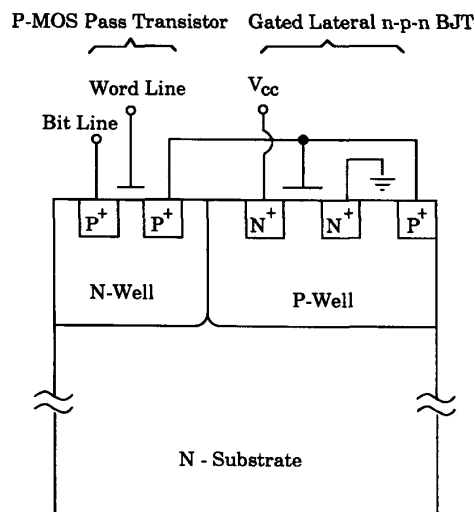 P-MOS Pass Transistor
Gated Lateral n-p-n BJT
Word Line
Vcc
Bit Line
P+
P+
N+
N+
P+
N-Well
P-Well
N - Substrate